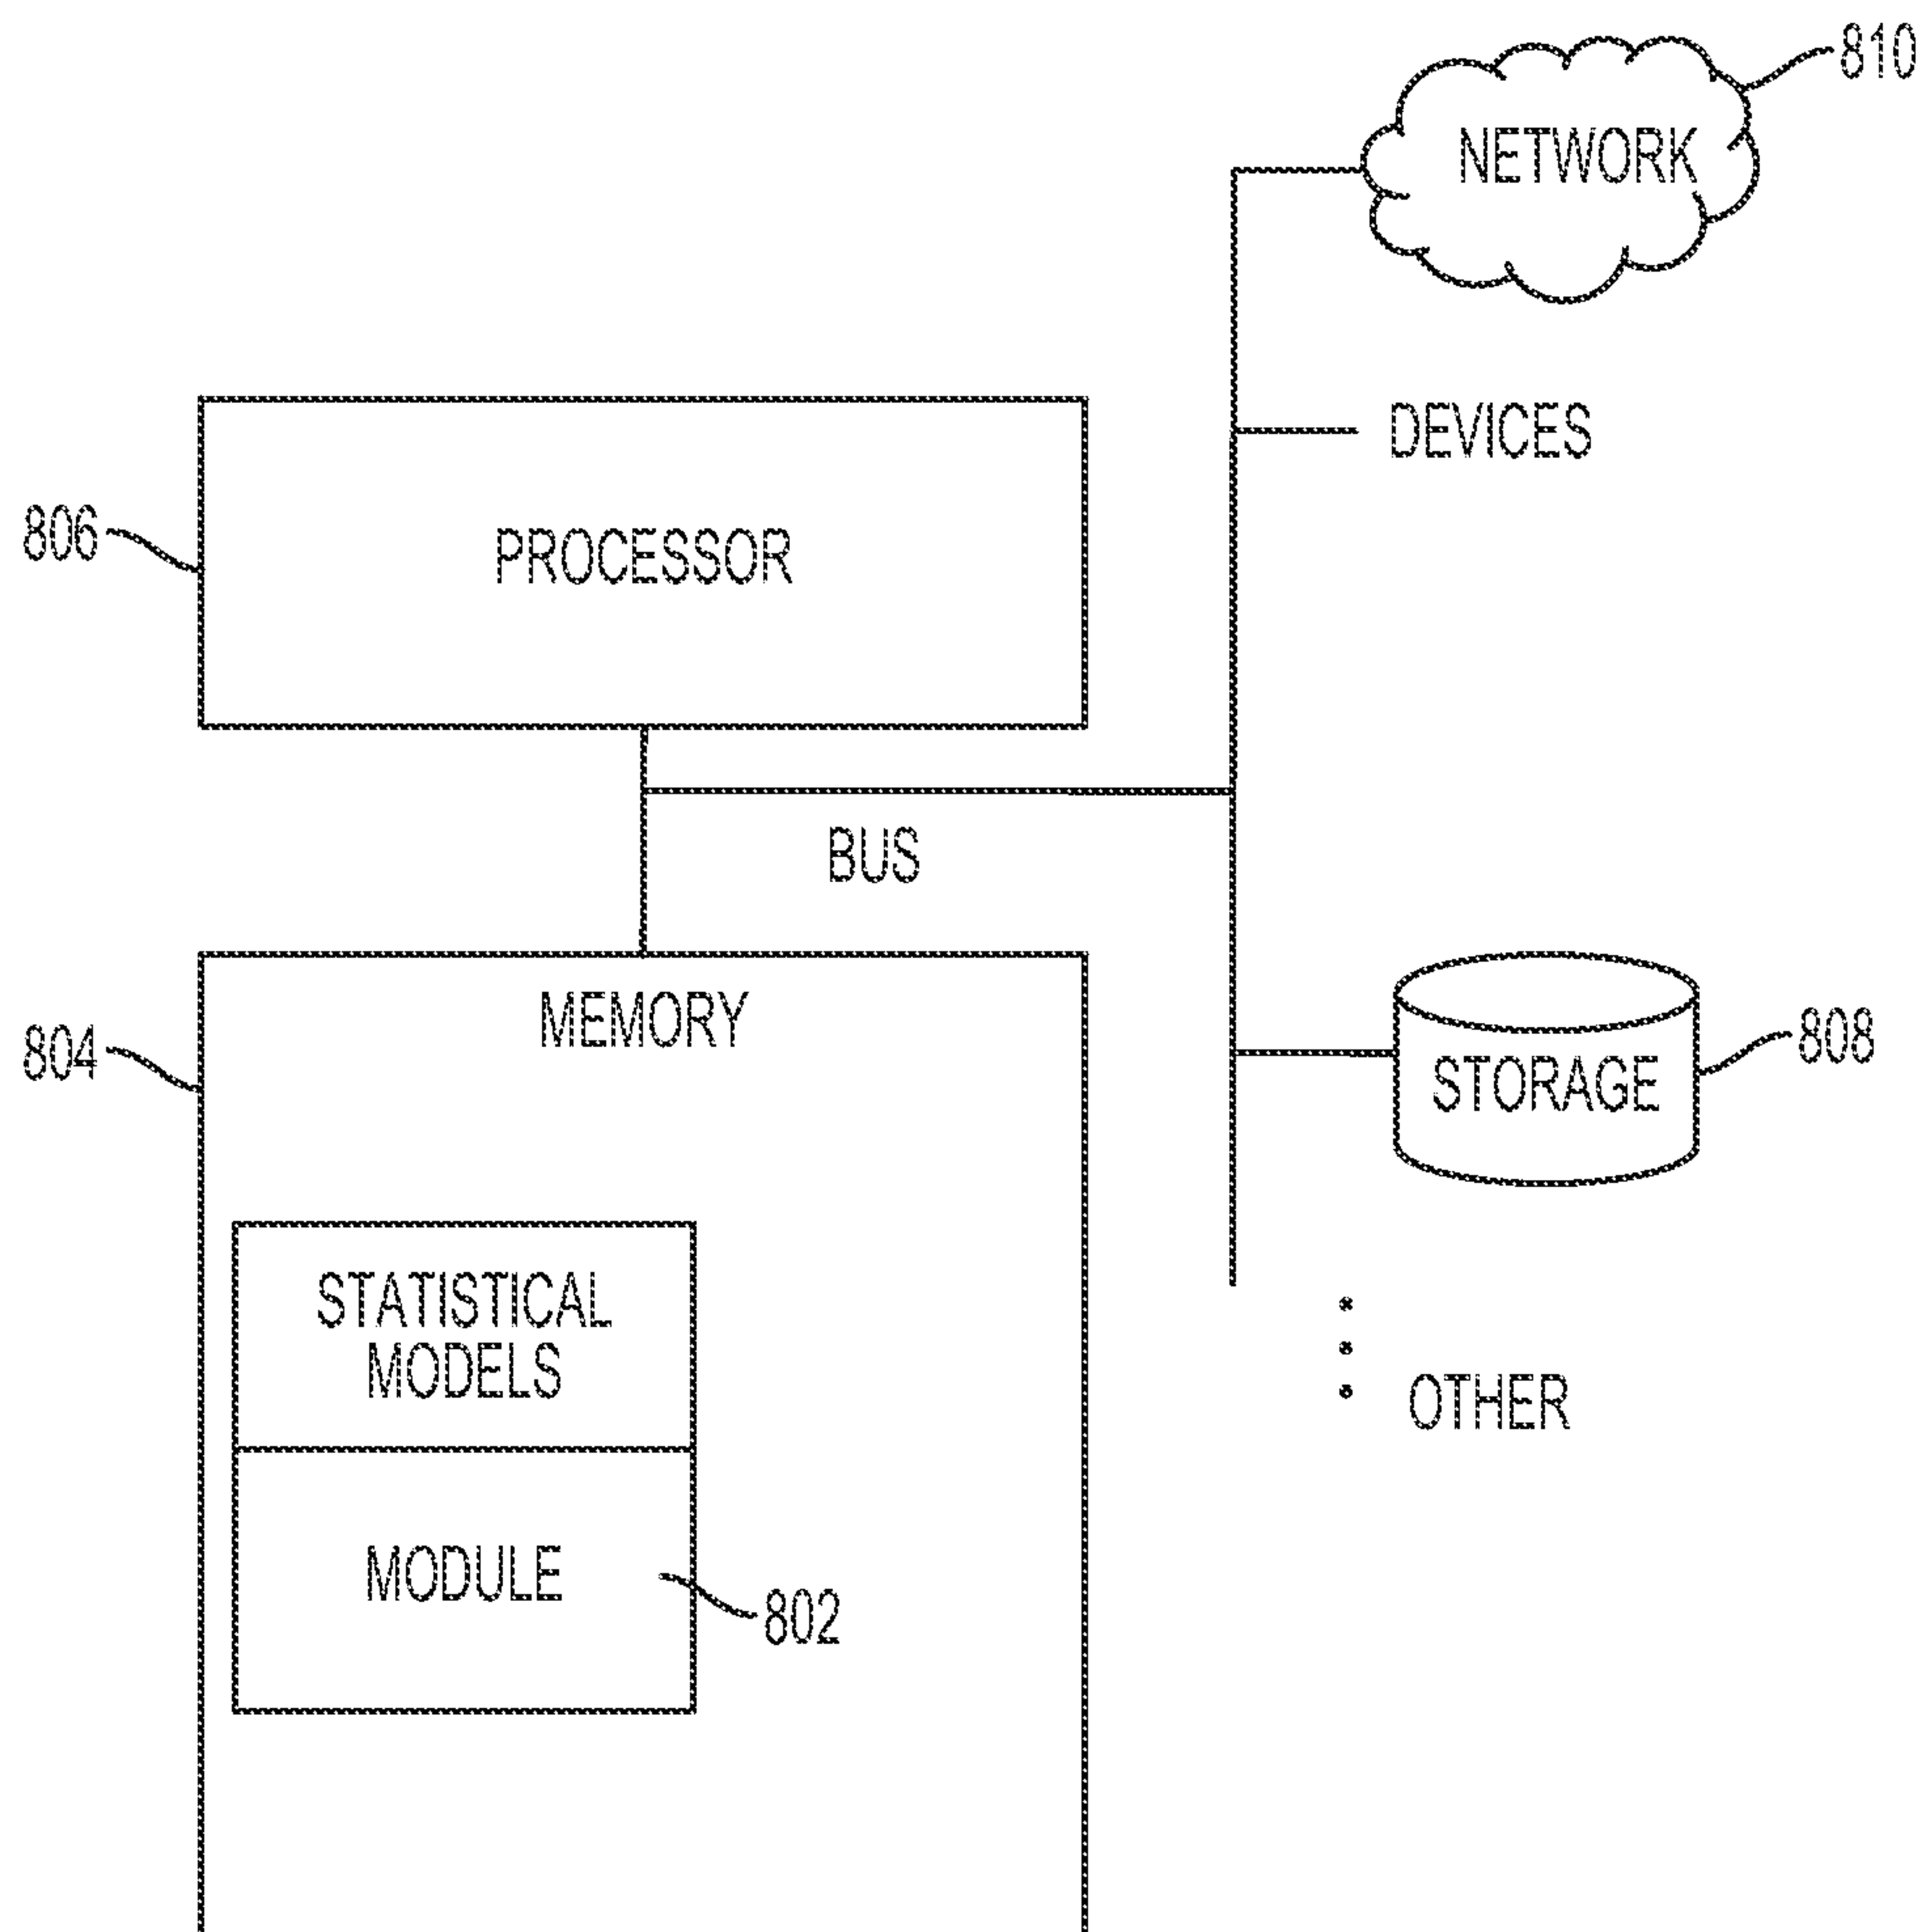 810
NETWORK
DEVICES
806
PROCESSOR
BUS
MEMORY
804
808
STORAGE
STATISTICAL
MODELS
OTHER
MODULE
802